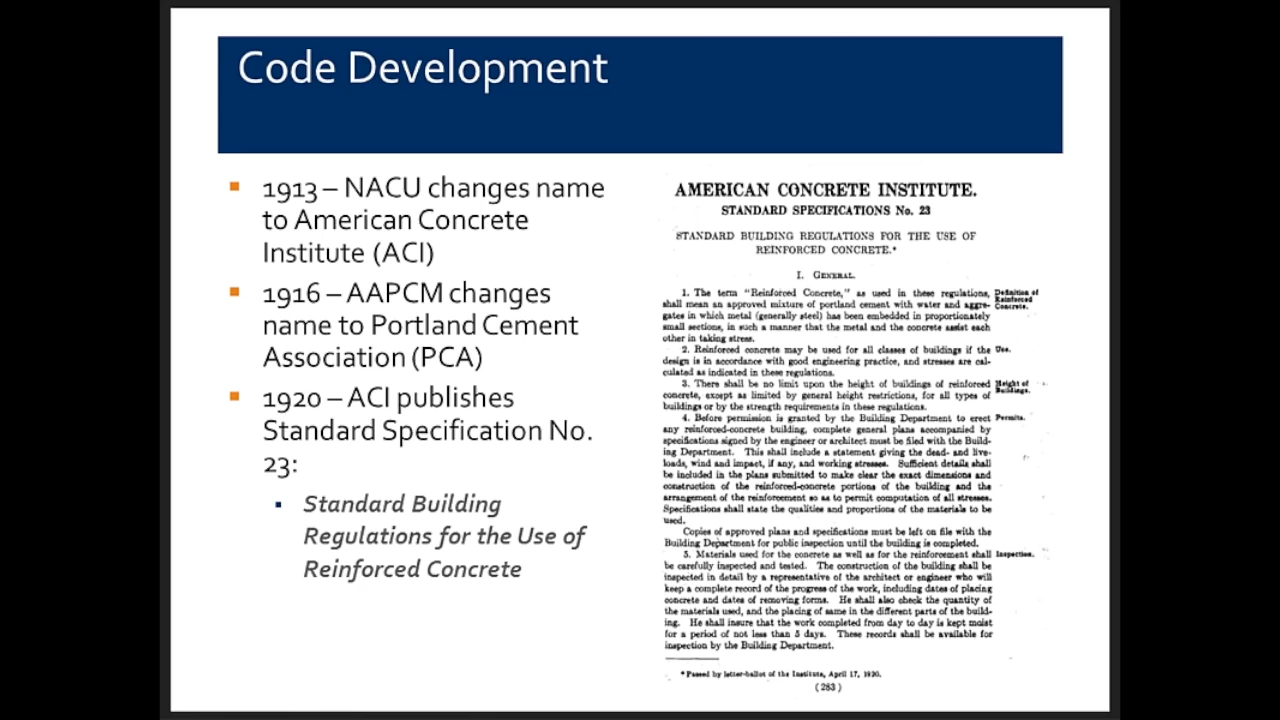 Code Development
1913 – NACU changes name
to American Concrete
Institute (ACI)
1916 – AAPCM changes
name to Portland Cement
Association (PCA)
1920 – ACI publishes
Standard Specification No.
23:
Standard Building
Regulations for the Use of
Reinforced Concrete
AMERICAN CONCRETE INSTITUTE.
STANDARD SPECIFICATIONS No. 23
STANDARD BUILDING REGULATIONS FOR THE USE OF
REINFORCED CONCRETE.*
I. GENERAL.
1. The term "Reinforced Concrete," as used in these regulations,
shall mean an approved mixture of portland cement with water and aggre-
gates in which metal (generally steel) has been embedded in proportionately
small sections, in such a manner that the metal and the concrete assist each
other in taking stress.
Definition of
Reinforced
Concrete.
2. Reinforced concrete may be used for all classes of buildings if the
design is in accordance with good engineering practice, and stresses are cal-
culated as indicated in these regulations.
Use.
3. There shall be no limit upon the height of buildings of reinforced
concrete, except as limited by general height restrictions, for all types of
buildings or by the strength requirements in these regulations.
Height of
Buildings.
4. Before permission is granted by the Building Department to erect
any reinforced-concrete building, complete general plans accompanied by
specifications signed by the engineer or architect must be filed with the Build-
ing Department. This shall include a statement giving the dead- and live-
loads, wind and impact, if any, and working stresses. Sufficient details shall
be included in the plans submitted to make clear the exact dimensions and
construction of the reinforced-concrete portions of the building and the
arrangement of the reinforcement so as to permit computation of all stresses.
Specifications shall state the qualities and proportions of the materials to be
used.
Permits.
Copies of approved plans and specifications must be left on file with the
Building Department for public inspection until the building is completed.
5. Materials used for the concrete as well as for the reinforcement shall
be carefully inspected and tested. The construction of the building shall be
inspected in detail by a representative of the architect or engineer who will
keep a complete record of the progress of the work, including dates of placing
concrete and dates of removing forms. He shall also check the quantity of
the materials used, and the placing of same in the different parts of the build-
ing. He shall insure that the work completed from day to day is kept moist
for a period of not less than 5 days. These records shall be available for
inspection by the Building Department.
Inspection.
*Passed by letter-ballot of the Institute, April 17, 1920.
(283)